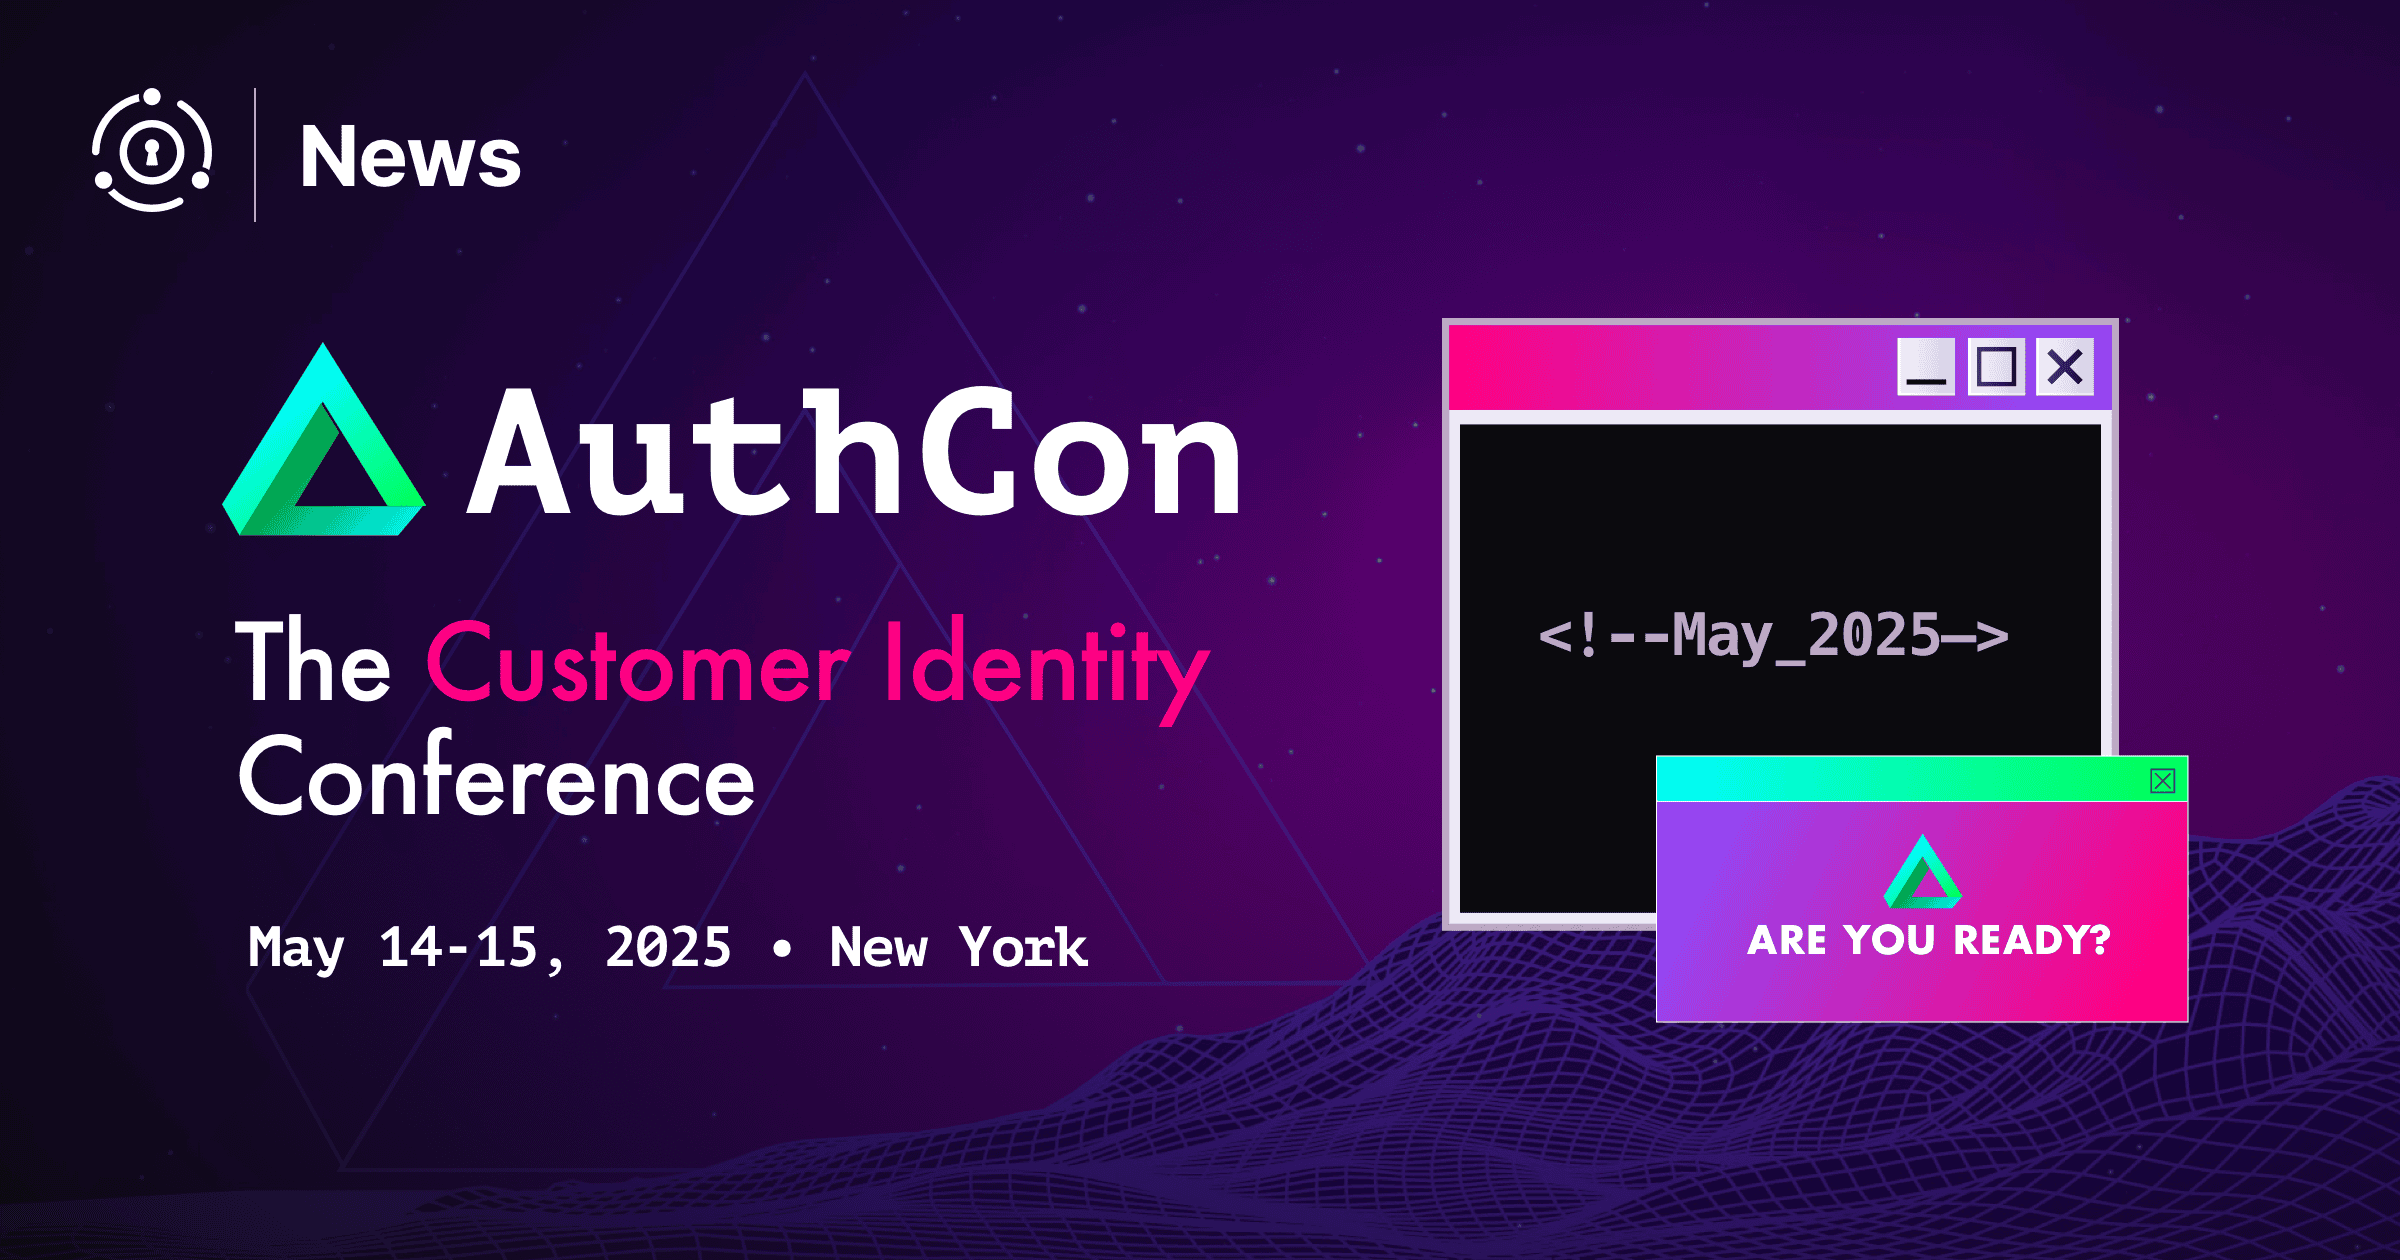 News
AuthCon
The Customer Identity
Conference
May 14-15, 2025 • New York
<!--May_2025—>
ARE YOU READY?